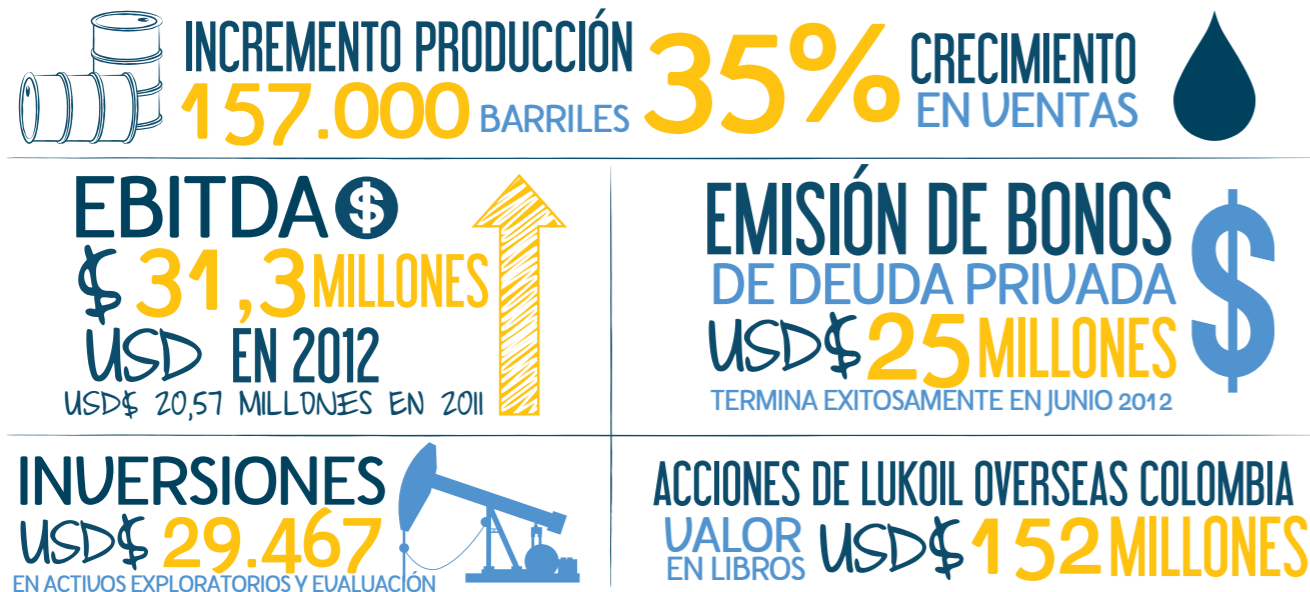 INCREMENTO PRODUCCIÓN
157.000 BARRILES
35% CRECIMIENTO
EN VENTAS
EBITDA $
$ 31,3 MILLONES
USD EN 2012
USD$ 20,57 MILLONES EN 2011
EMISIÓN DE BONOS
DE DEUDA PRIVADA
USD$ 25 MILLONES
TERMINA EXITOSAMENTE EN JUNIO 2012
$
INVERSIONES
USD$ 29.467
EN ACTIVOS EXPLORATORIOS Y EVALUACIÓN
ACCIONES DE LUKOIL OVERSEAS COLOMBIA
VALOR
EN LIBROS
USD$ 152 MILLONES